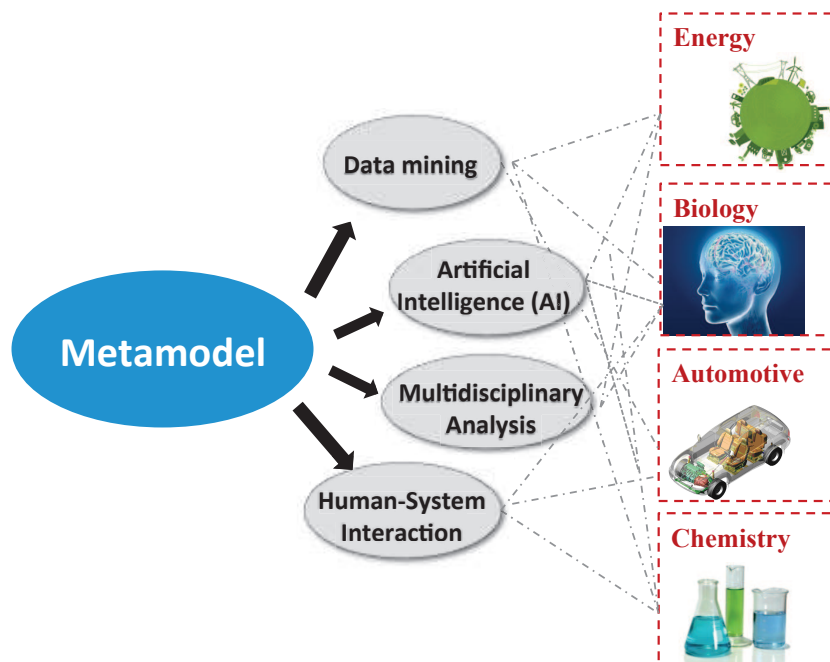 Metamodel
Data mining
Artificial
Intelligence (AI)
Multidisciplinary
Analysis
Human-System
Interaction
Energy
Biology
Automotive
Chemistry